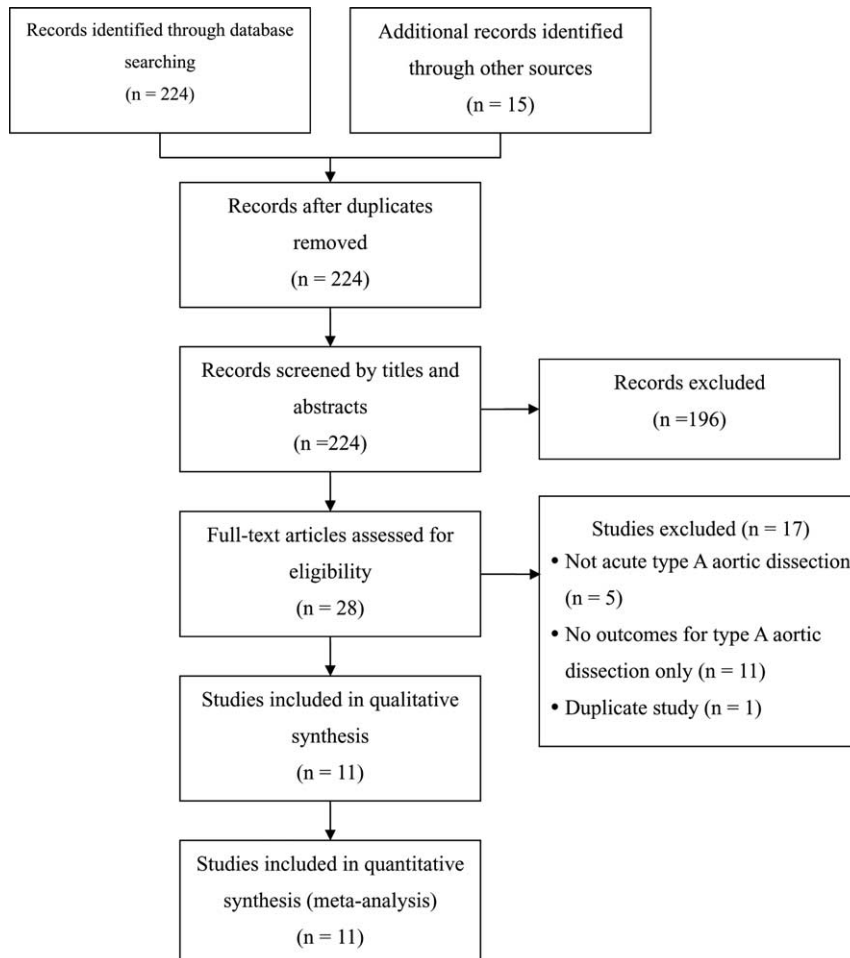 Records identified through database
searching
(n = 224)
Additional records identified
through other sources
(n = 15)
Records after duplicates
removed
(n = 224)
Records screened by titles and
abstracts
(n =224)
Records excluded
(n =196)
Full-text articles assessed for
eligibility
(n = 28)
Studies excluded (n = 17)
• Not acute type A aortic dissection
(n = 5)
• No outcomes for type A aortic
dissection only (n = 11)
• Duplicate study (n = 1)
Studies included in qualitative
synthesis
(n = 11)
Studies included in quantitative
synthesis (meta-analysis)
(n = 11)